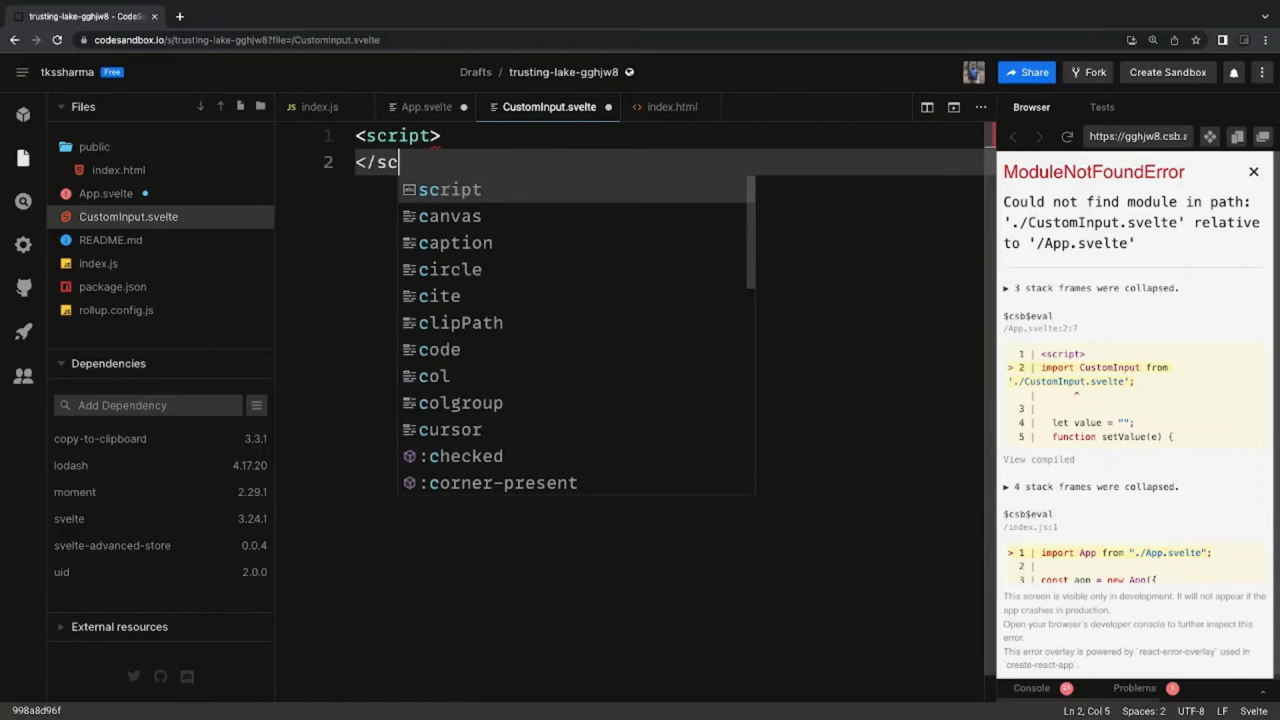 trusting-lake-gghjw8 - CodeSa
codesandbox.io/s/trusting-lake-gghjw8?file=/CustomInput.svelte
tkssharma Free
Drafts / trusting-lake-gghjw8
Share
Fork
Create Sandbox
Files
index.js
App.svelte
CustomInput.svelte
index.html
Browser
Tests
public
index.html
App.svelte
CustomInput.svelte
README.md
index.js
package.json
rollup.config.js
Dependencies
Add Dependency
copy-to-clipboard 3.3.1
lodash 4.17.20
moment 2.29.1
svelte 3.24.1
svelte-advanced-store 0.0.4
uid 2.0.0
External resources
1 <script>
2 </sc
script
canvas
caption
circle
cite
clipPath
code
col
colgroup
cursor
:checked
:corner-present
https://gghjw8.csb.a
ModuleNotFoundError
Could not find module in path:
'./CustomInput.svelte' relative
to '/App.svelte'
▶ 3 stack frames were collapsed.
$csb$eval
/App.svelte:2:7
1 | <script>
> 2 | import CustomInput from
'./CustomInput.svelte';
| ^
3 |
4 | let value = "";
5 | function setValue(e) {
View compiled
▶ 4 stack frames were collapsed.
$csb$eval
/index.js:1
> 1 | import App from "./App.svelte";
2 |
3 | const app = new App({
This screen is visible only in development. It will not appear if the
app crashes in production.
Open your browser's developer console to further inspect this
error.
This error overlay is powered by `react-error-overlay` used in
`create-react-app`.
Console 21
Problems 1
998a8d96f
Ln 2, Col 5
Spaces: 2
UTF-8
LF
Svelte